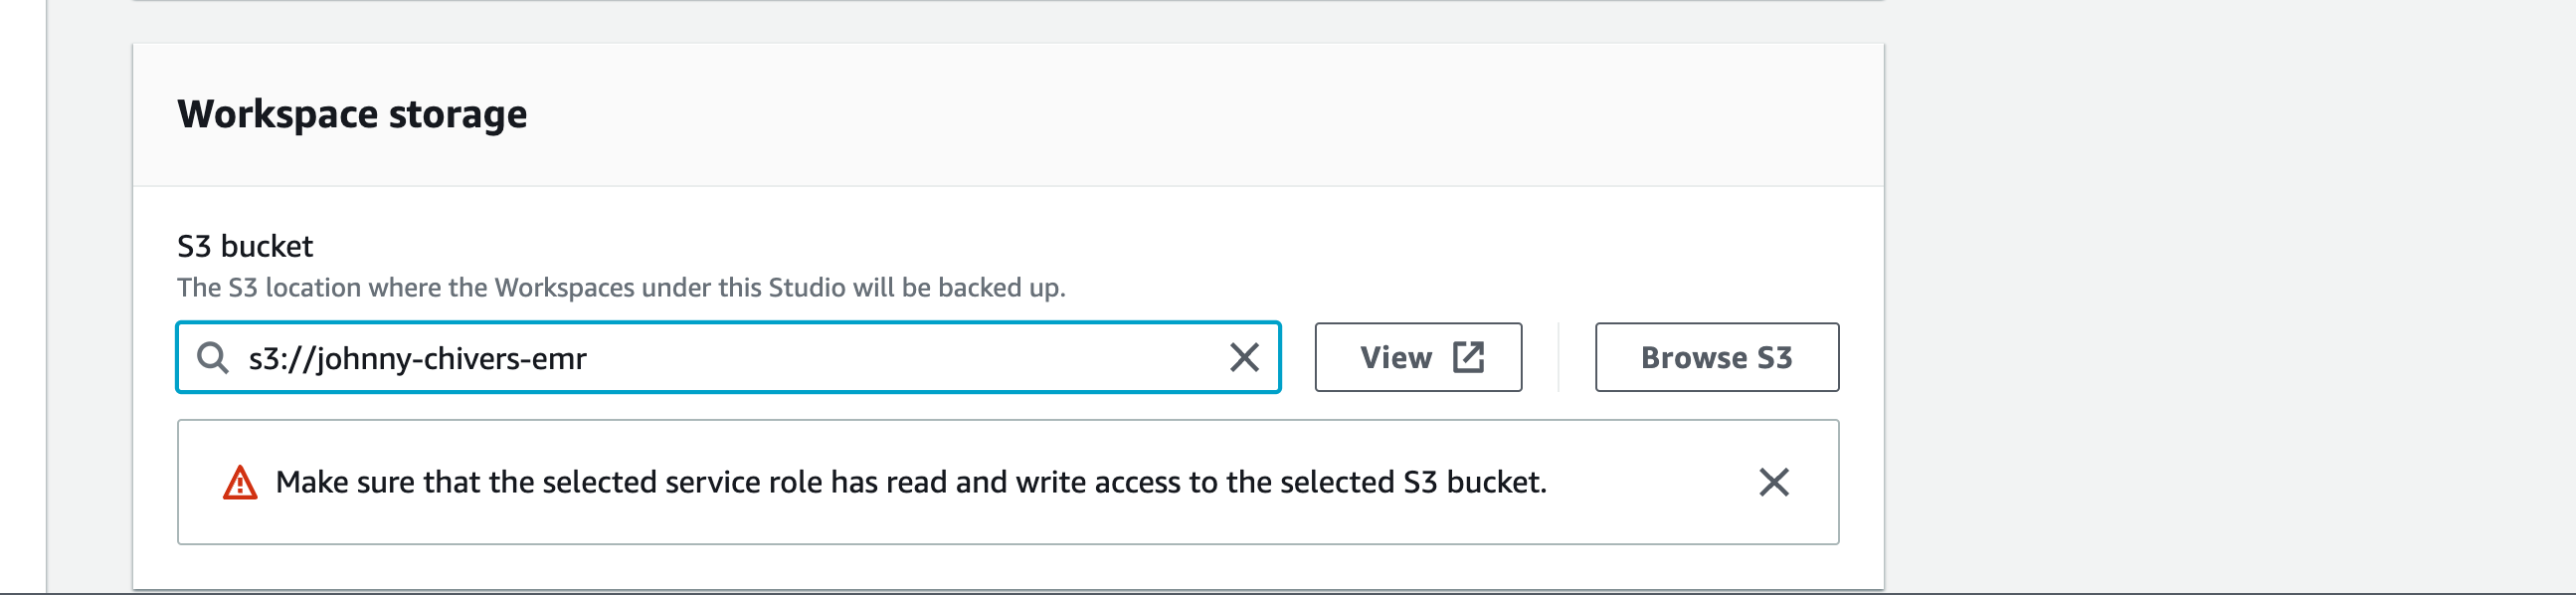 Workspace storage
S3 bucket
The S3 location where the Workspaces under this Studio will be backed up.
s3://johnny-chivers-emr
View
Browse S3
Make sure that the selected service role has read and write access to the selected S3 bucket.